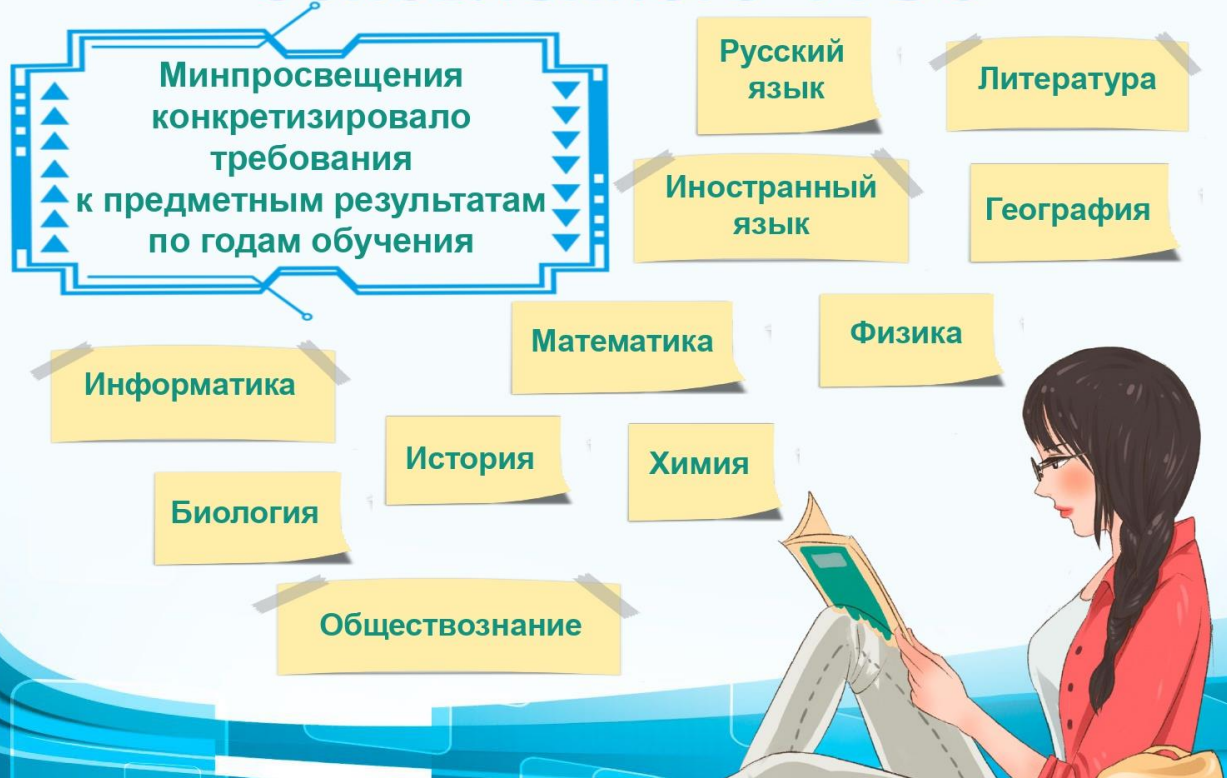 Минпросвещения
конкретизировало
требования
к предметным результатам
по годам обучения
Русский
язык
Литература
Иностранный
язык
География
Математика
Физика
Информатика
История
Химия
Биология
Обществознание